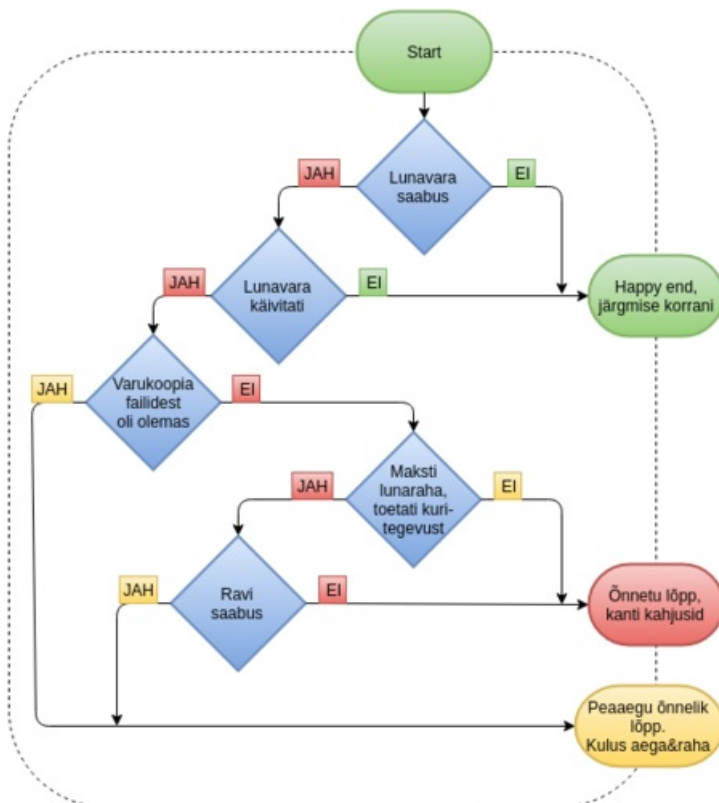 Start
Lunavara
saabus
JAH
EI
Lunavara
käivitati
JAH
EI
Happy end,
järgmise korrani
Varukoopia
failidest
oli olemas
JAH
EI
Maksti
lunaraha,
toetati kuri-
tegevust
JAH
EI
Ravi
saabus
JAH
EI
Õnnetu lõpp,
kanti kahjusid
Peaaegu õnnelik
lõpp.
Kulus aega&raha